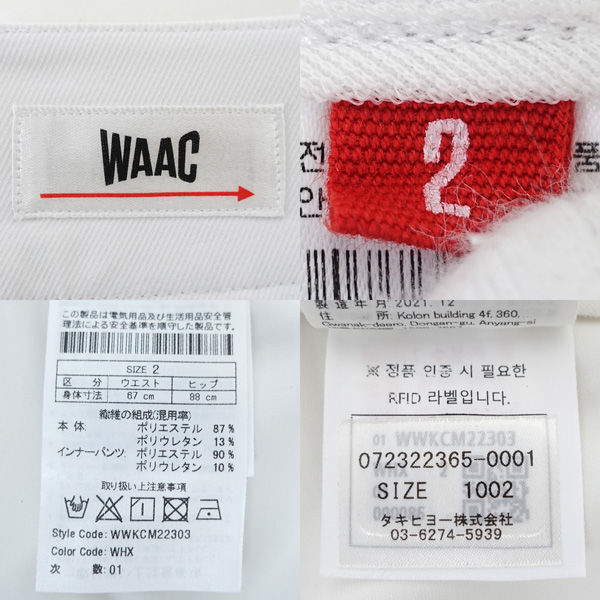 WAAC
2
전
품
안
この製品は電気用品及び生活用品安全管
理法による安全基準を満たす製品です。
SIZE 2
区 分 ウエスト ヒップ
身体寸法 67 cm 88 cm
繊維の組成(混用率)
本 体: ポリエステル 87%
ポリウレタン 13%
インナーパンツ: ポリエステル 90%
ポリウレタン 10%
取り扱い上注意事項
Style Code: WWKCM22303
Color Code: WHX
次 数: 01
製 造 年 月 2021. 12
住 所: Kolon building 4f, 360,
Gwanak-daero, Dongan-gu, Anyang-si
※ 정품 인증 시 필요한
RFID 라벨입니다.
01 WWKCM22303
WHX 2
072322365-0001
SIZE 1002
000086
タキヒヨー株式会社
03-6274-5939